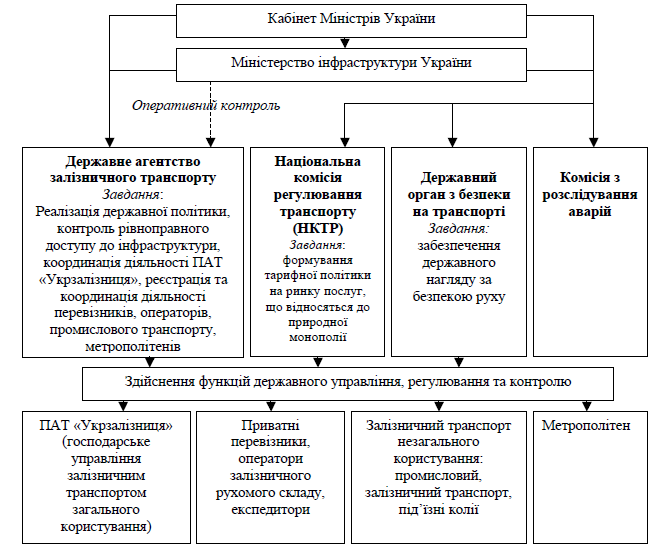 Кабінет Міністрів України
Міністерство інфраструктури України
Оперативний контроль
Державне агентство
залізничного транспорту
Завдання:
Реалізація державної політики,
контроль рівноправного
доступу до інфраструктури,
координація діяльності ПАТ
«Укрзалізниця», реєстрація та
координація діяльності
перевізників, операторів,
промислового транспорту,
метрополітенів
Національна
комісія
регулювання
транспорту
(НКТР)
Завдання:
формування
тарифної політики
на ринку послуг,
що відносяться до
природної
монополії
Державний
орган з безпеки
на транспорті
Завдання:
забезпечення
державного
нагляду за
безпекою руху
Комісія з
розслідування
аварій
Здійснення функцій державного управління, регулювання та контролю
ПАТ «Укрзалізниця»
(господарське
управління
залізничним
транспортом
загального
користування)
Приватні
перевізники,
оператори
залізничного
рухомого складу,
експедитори
Залізничний транспорт
незагального
користування:
промисловий,
залізничний транспорт,
під’їзні колії
Метрополітен